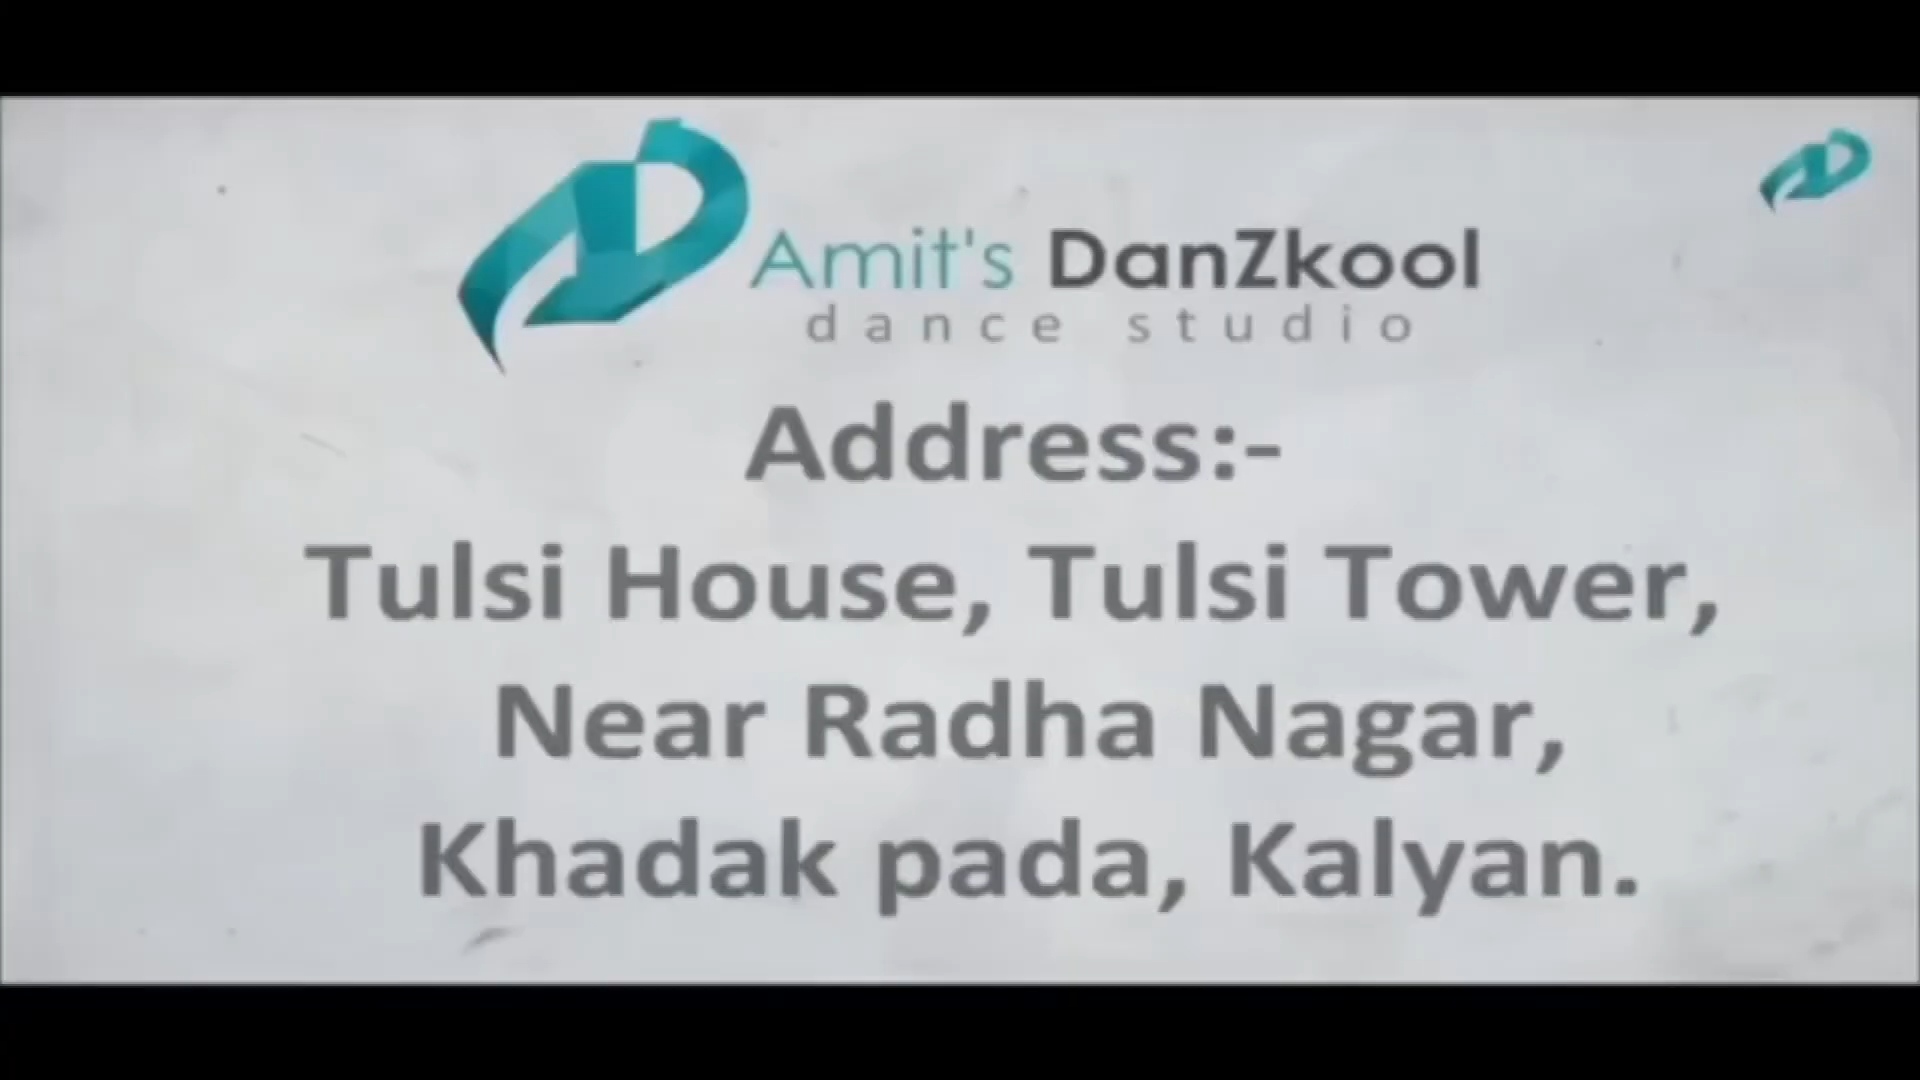 Amit's DanZkool
dance studio
Address:-
Tulsi House, Tulsi Tower,
Near Radha Nagar,
Khadak pada, Kalyan.